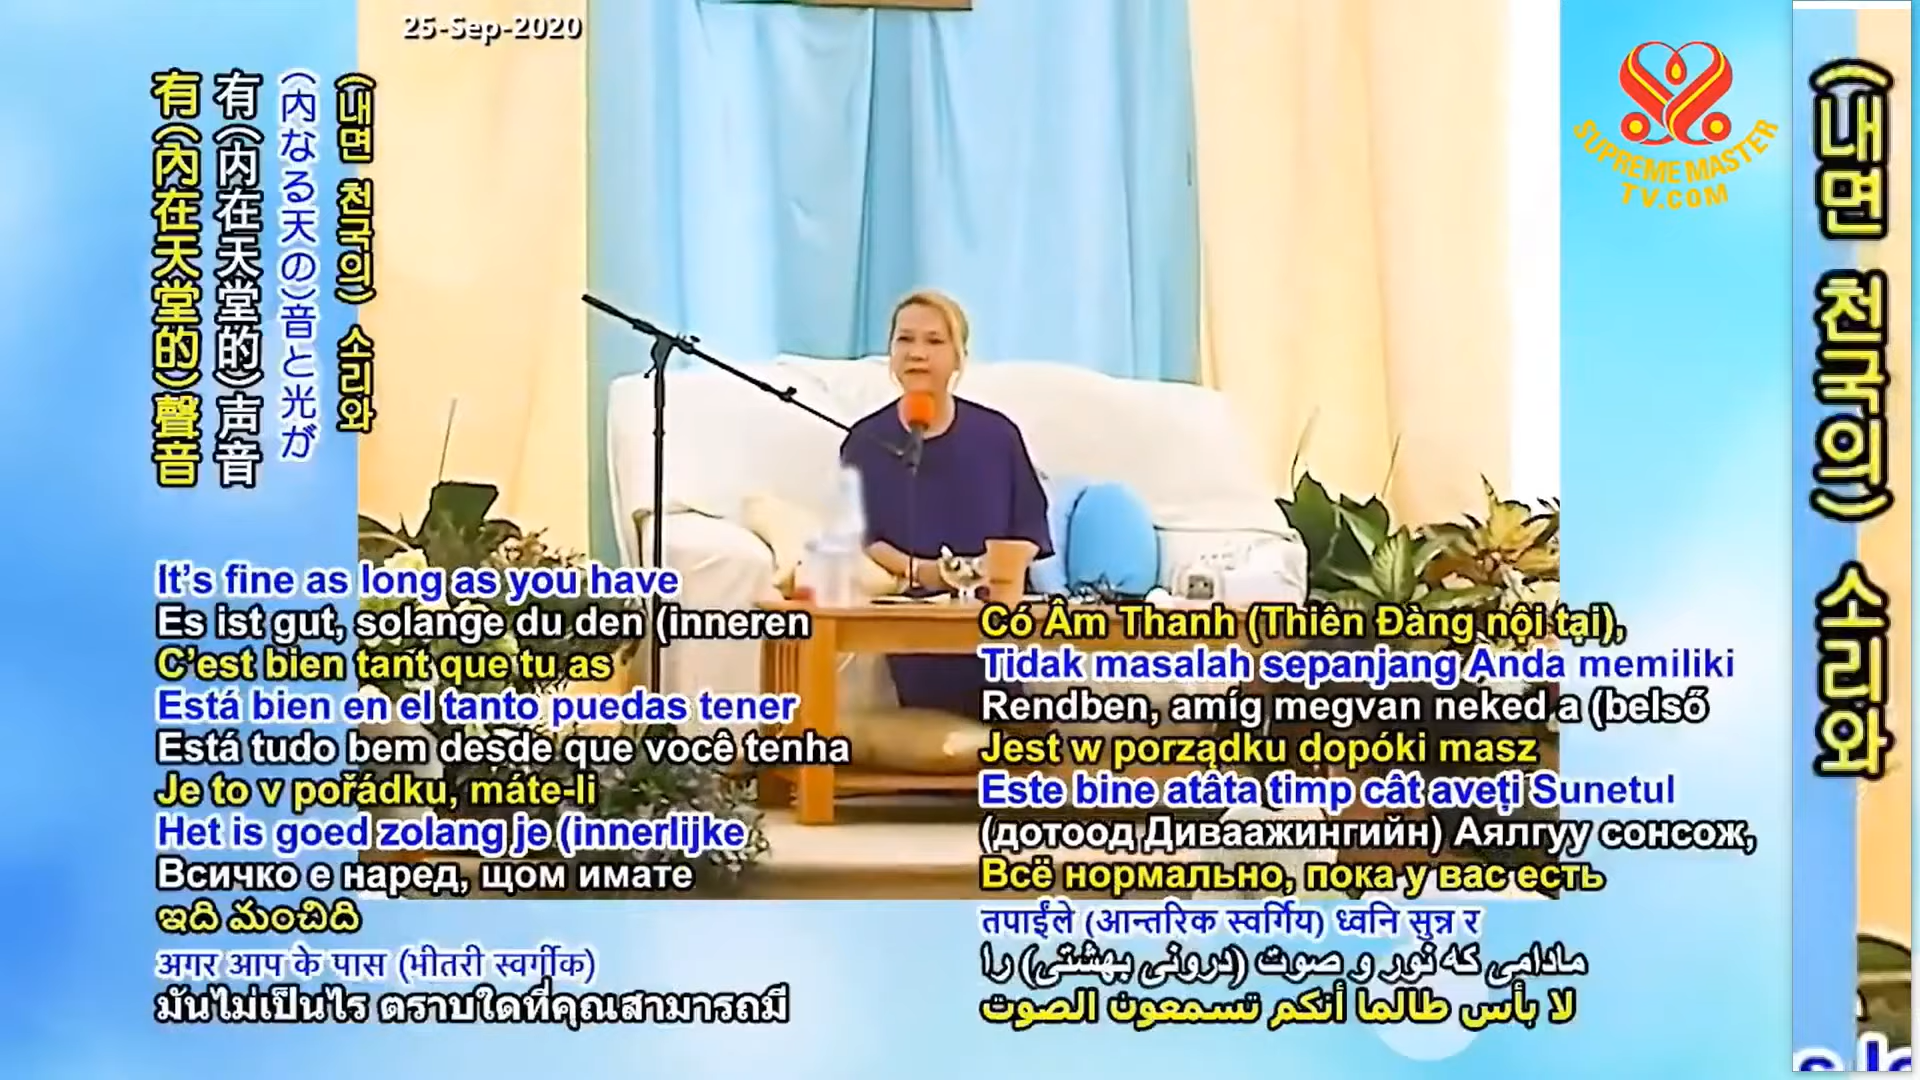 25-Sep-2020
SUPREME MASTER
TV.COM
(내면 천국의) 소리와
(内なる天の)音と光が
有(内在天堂的)声音
有(內在天堂的)聲音
It's fine as long as you have
Es ist gut, solange du den (inneren
C'est bien tant que tu as
Está bien en el tanto puedas tener
Está tudo bem desde que você tenha
Je to v pořádku, máte-li
Het is goed zolang je (innerlijke
Всичко е наред, щом имате
ఇది మంచిది
अगर आप के पास (भीतरी स्वर्गीक)
มันไม่เป็นไร ตราบใดที่คุณสามารถมี
Có Âm Thanh (Thiên Đàng nội tại),
Tidak masalah sepanjang Anda memiliki
Rendben, amíg megvan neked a (belső
Jest w porządku dopóki masz
Este bine atâta timp cât aveți Sunetul
(дотоод Диваажингийн) Аялгуу сонсож,
Всё нормально, пока у вас есть
तपाईंले (आन्तरिक स्वर्गिय) ध्वनि सुन्न र
مادامی که نور و صوت (درونی بهشتی) را
لا بأس طالما أنكم تسمعون الصوت
(내면 천국의) 소리와